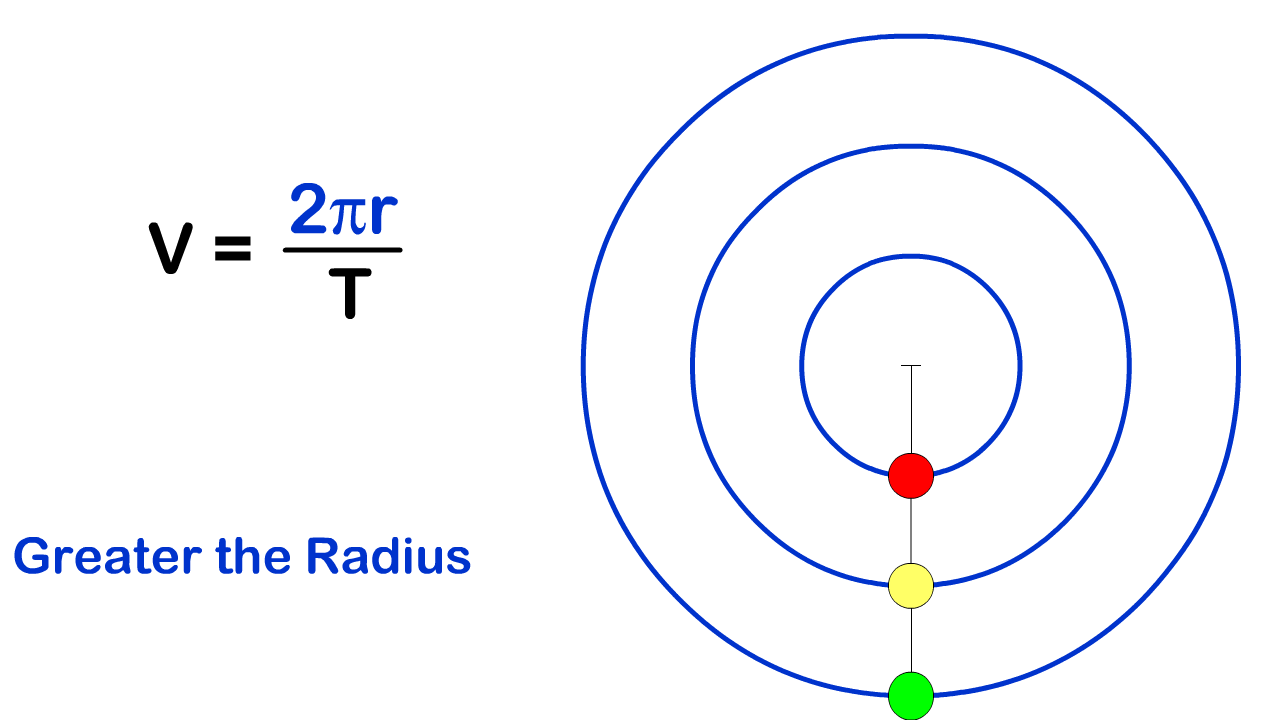 V = 2πr
T
Greater the Radius